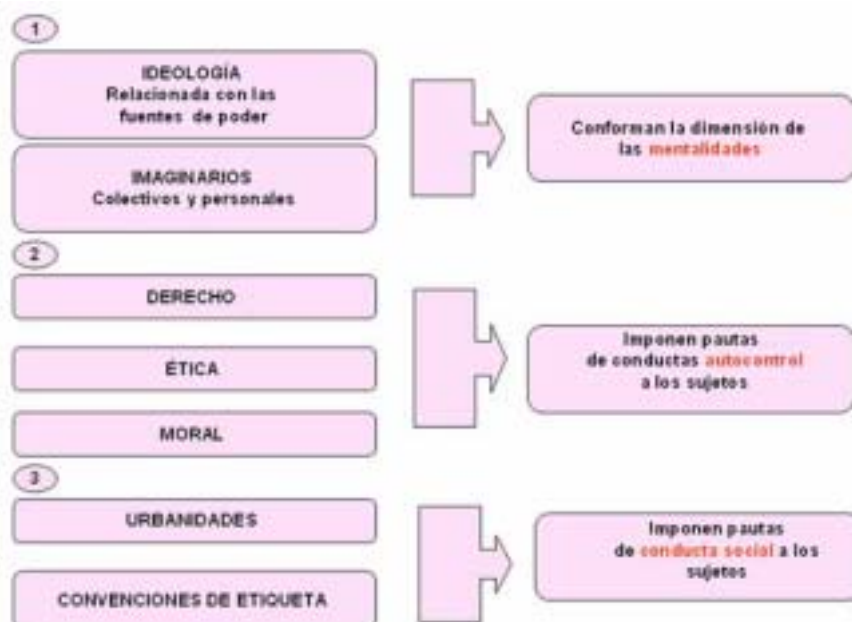 1
IDEOLOGÍA
Relacionada con las
fuentes de poder
IMAGINARIOS
Colectivos y personales
Conforman la dimensión de
las mentalidades
2
DERECHO
ÉTICA
MORAL
Imponen pautas
de conductas autocontrol
a los sujetos
3
URBANIDADES
CONVENCIONES DE ETIQUETA
Imponen pautas
de conducta social a los
sujetos